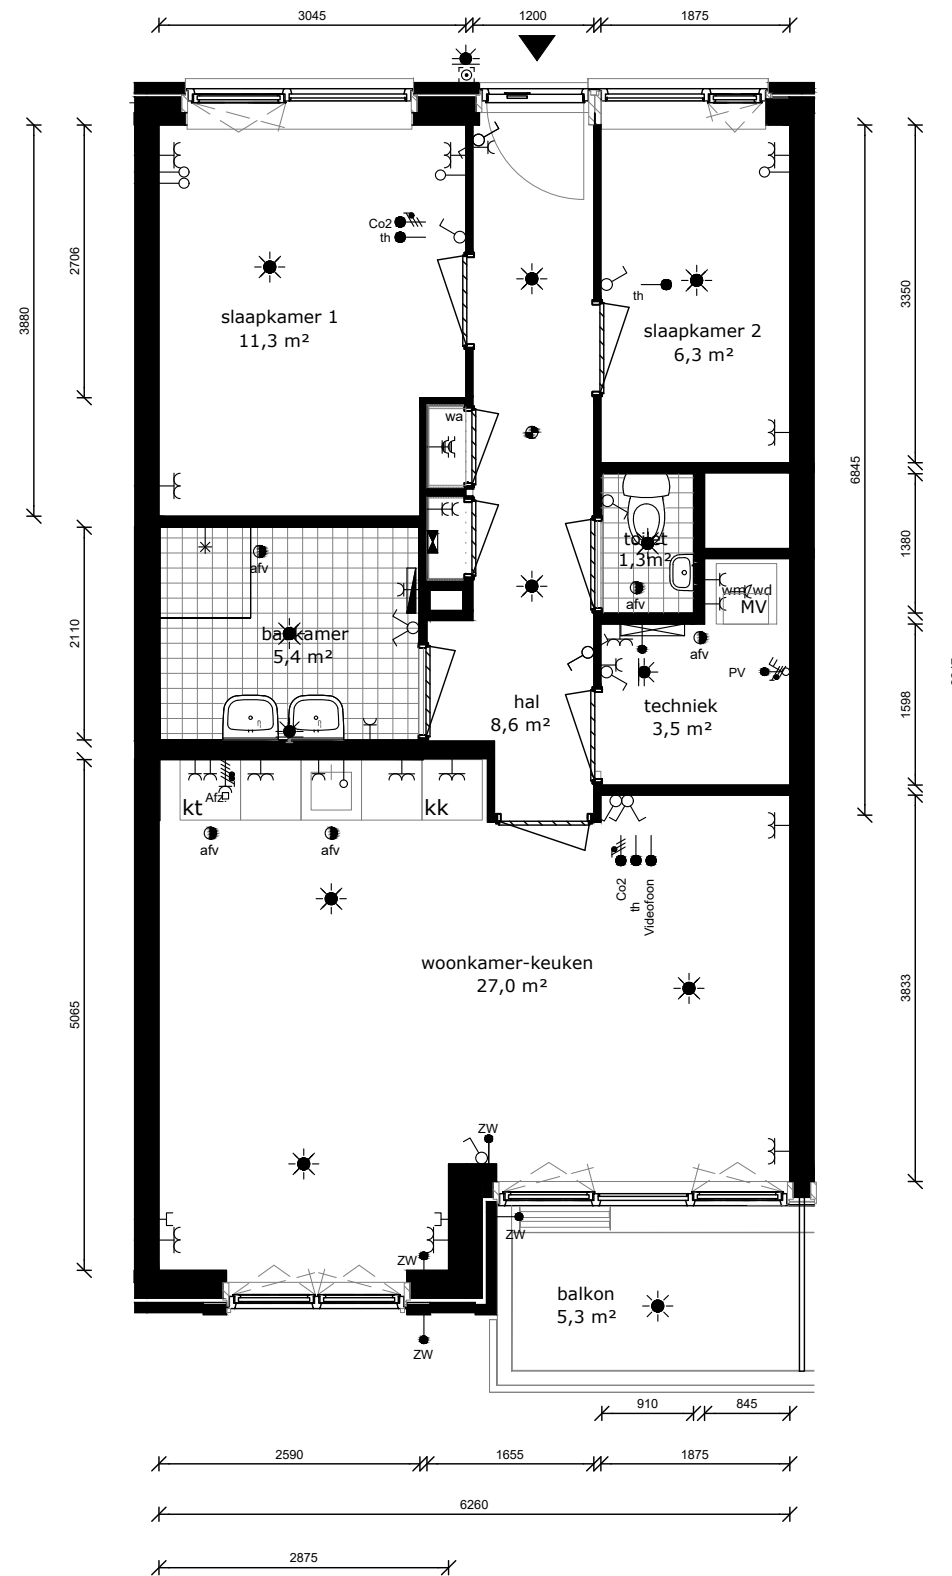 3045
1200
1875
3880
2706
6845
3350
Co2
th
slaapkamer 1
11,3 m²
th
slaapkamer 2
6,3 m²
wa
2110
1380
afv
badkamer
5,4 m²
toilet
1,3m²
afv
wm/wd
MV
afv
PV
hal
8,6 m²
techniek
3,5 m²
1598
kt
Afz.
kk
afv
afv
Co2
th
Videofoon
woonkamer-keuken
27,0 m²
5065
3833
ZW
ZW
ZW
ZW
balkon
5,3 m²
910
845
2590
1655
1875
6260
2875